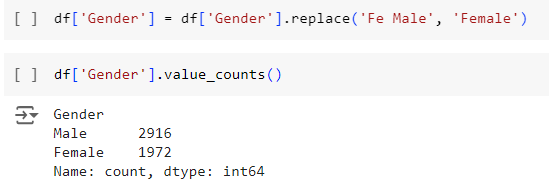 [ ] df['Gender'] = df['Gender'].replace('Fe Male', 'Female')
[ ] df['Gender'].value_counts()
Gender
Male      2916
Female    1972
Name: count, dtype: int64